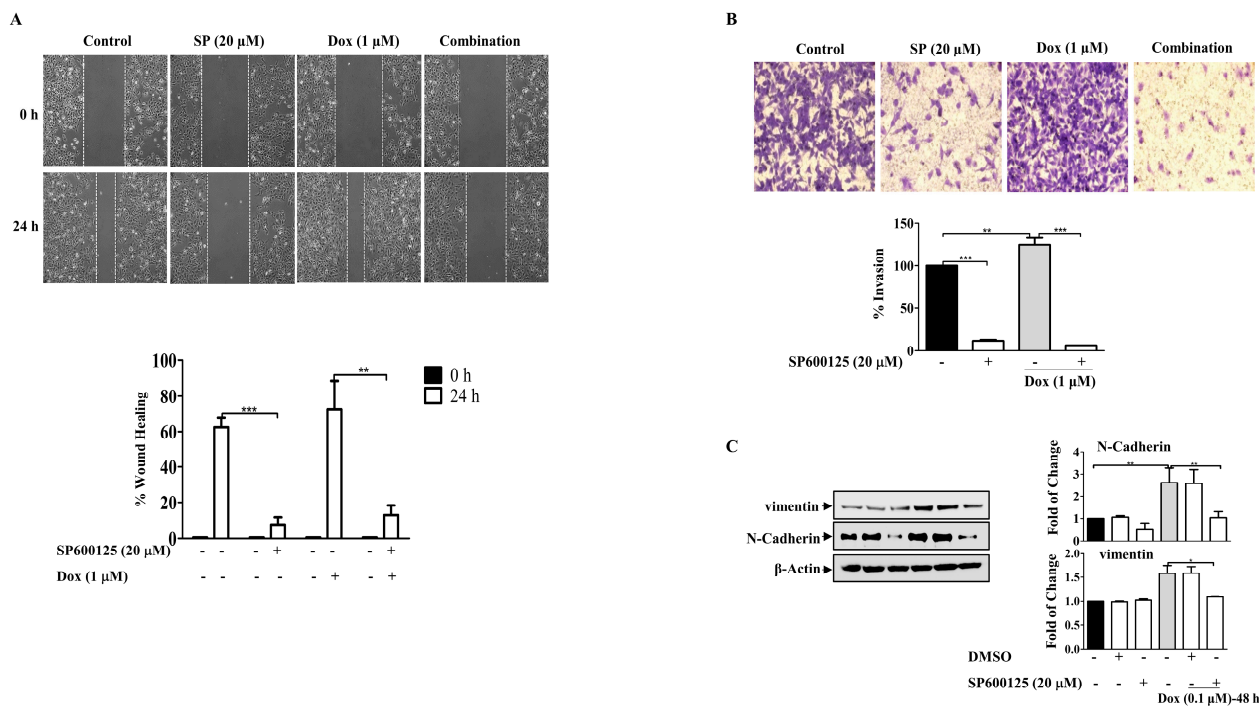 A
Control SP (20 µM) Dox (1 µM) Combination
0 h
24 h
100
80
60
40
20
0
% Wound Healing
***
**
0 h
24 h
SP600125 (20 µM) - - - + - - - +
Dox (1 µM) - - - - - + - +
B
Control SP (20 µM) Dox (1 µM) Combination
150
100
50
0
% Invasion
***
**
***
SP600125 (20 µM) - + - +
Dox (1 µM)
C
vimentin
N-Cadherin
β-Actin
N-Cadherin
Fold of Change
4
3
2
1
0
**
**
vimentin
Fold of Change
2.0
1.5
1.0
0.5
0.0
*
DMSO - + - - + -
SP600125 (20 µM) - - + - - +
Dox (0.1 µM)-48 h